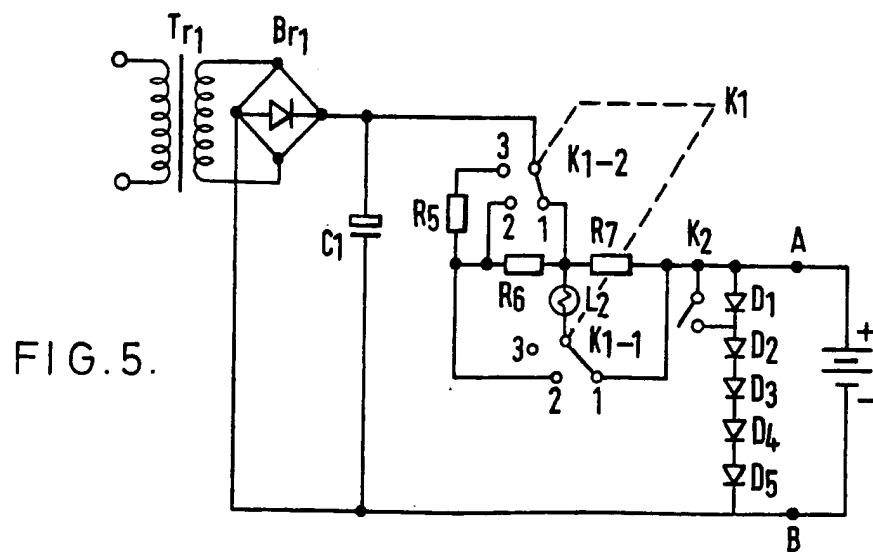 Tr1 Br1
K1
3 K1-2
R5 2 1 R7 K2 A
C1
R6 L2 D1
3 K1-1 D2 +
FIG.5. 2 1 D3 -
D4
D5
B